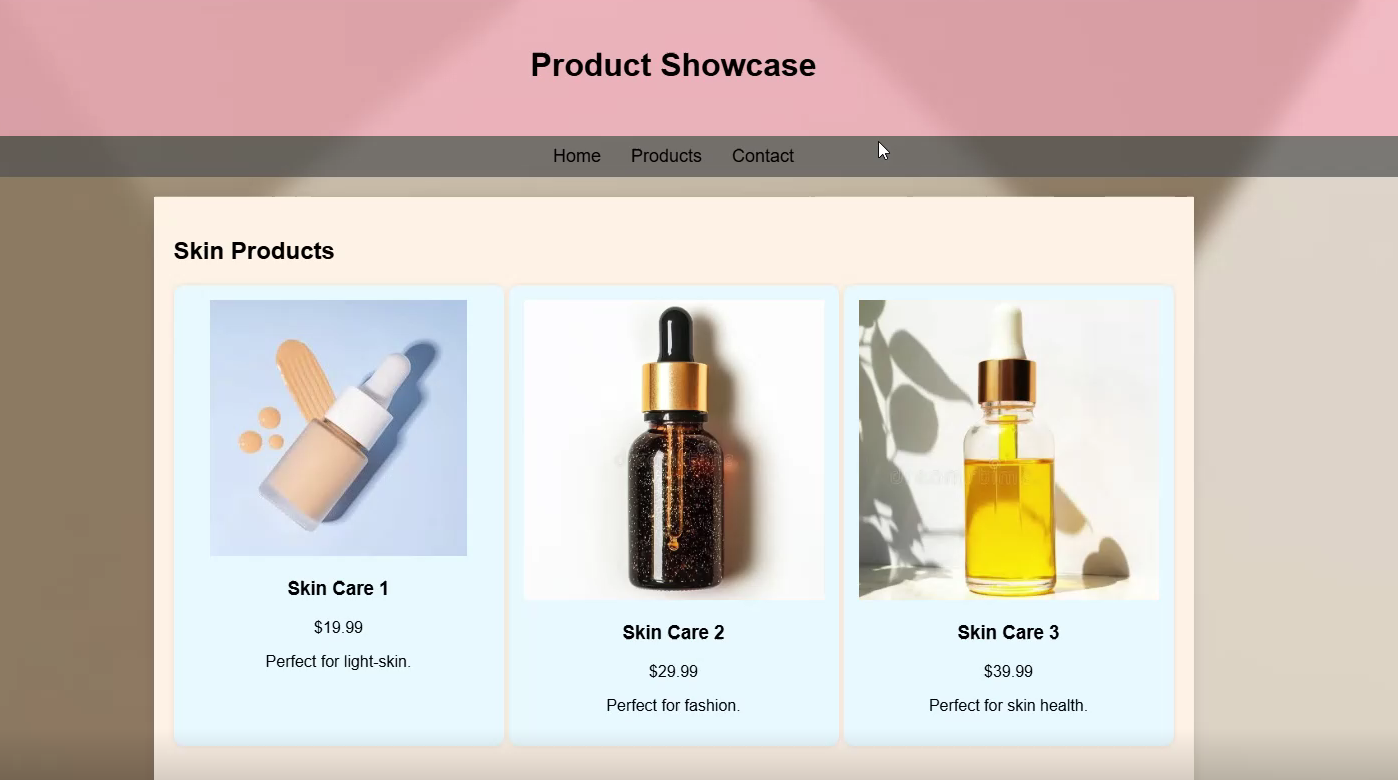 Product Showcase
Home Products Contact
Skin Products
Skin Care 1
$19.99
Perfect for light-skin.
Skin Care 2
$29.99
Perfect for fashion.
Skin Care 3
$39.99
Perfect for skin health.